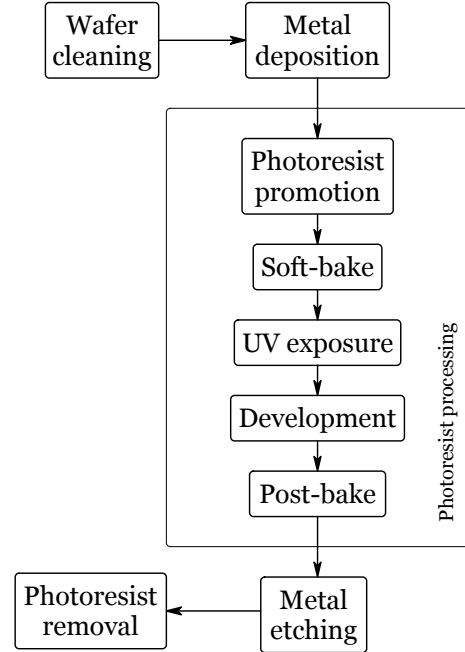 Wafer
cleaning
Metal
deposition
Photoresist
promotion
Soft-bake
UV exposure
Development
Post-bake
Photoresist processing
Metal
etching
Photoresist
removal